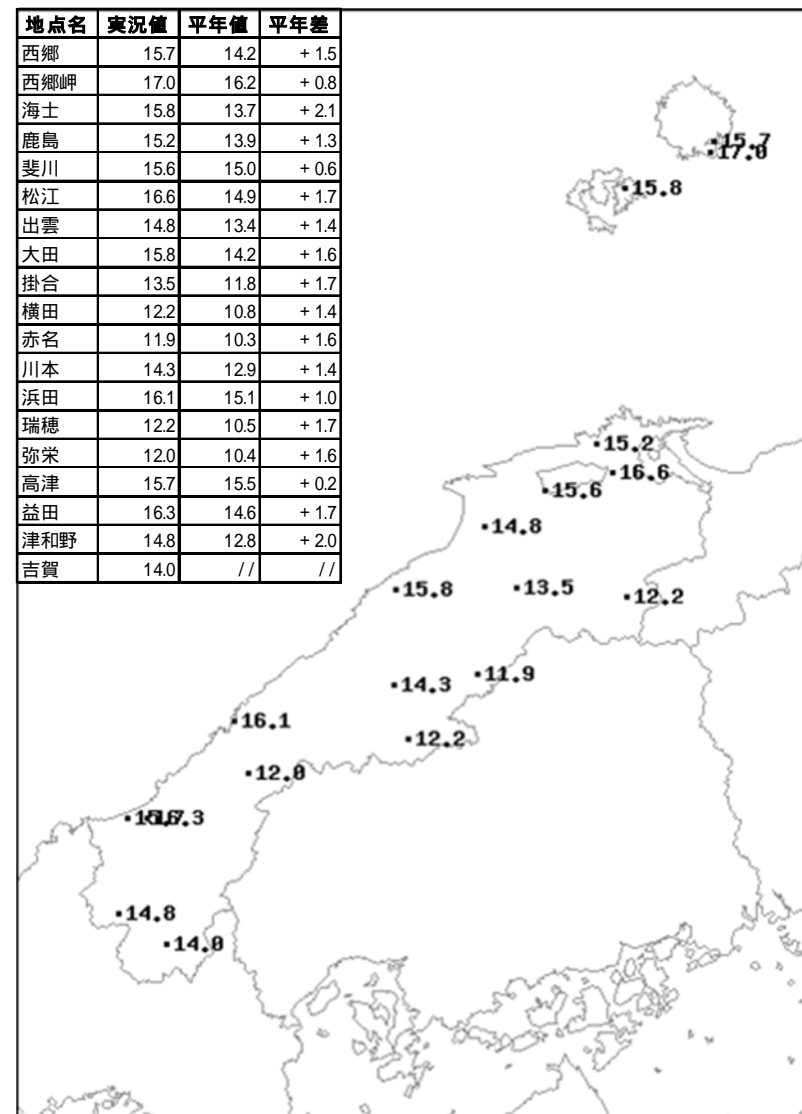 地点名 実況値 平年値 平年差
西郷 15.7 14.2 + 1.5
西郷岬 17.0 16.2 + 0.8
海士 15.8 13.7 + 2.1
鹿島 15.2 13.9 + 1.3
斐川 15.6 15.0 + 0.6
松江 16.6 14.9 + 1.7
出雲 14.8 13.4 + 1.4
大田 15.8 14.2 + 1.6
掛合 13.5 11.8 + 1.7
横田 12.2 10.8 + 1.4
赤名 11.9 10.3 + 1.6
川本 14.3 12.9 + 1.4
浜田 16.1 15.1 + 1.0
瑞穂 12.2 10.5 + 1.7
弥栄 12.0 10.4 + 1.6
高津 15.7 15.5 + 0.2
益田 16.3 14.6 + 1.7
津和野 14.8 12.8 + 2.0
吉賀 14.0 // //
15.7
17.0
15.8
15.2
16.6
15.6
14.8
15.8
13.5
12.2
11.9
14.3
16.1
12.2
12.0
14.8
14.0